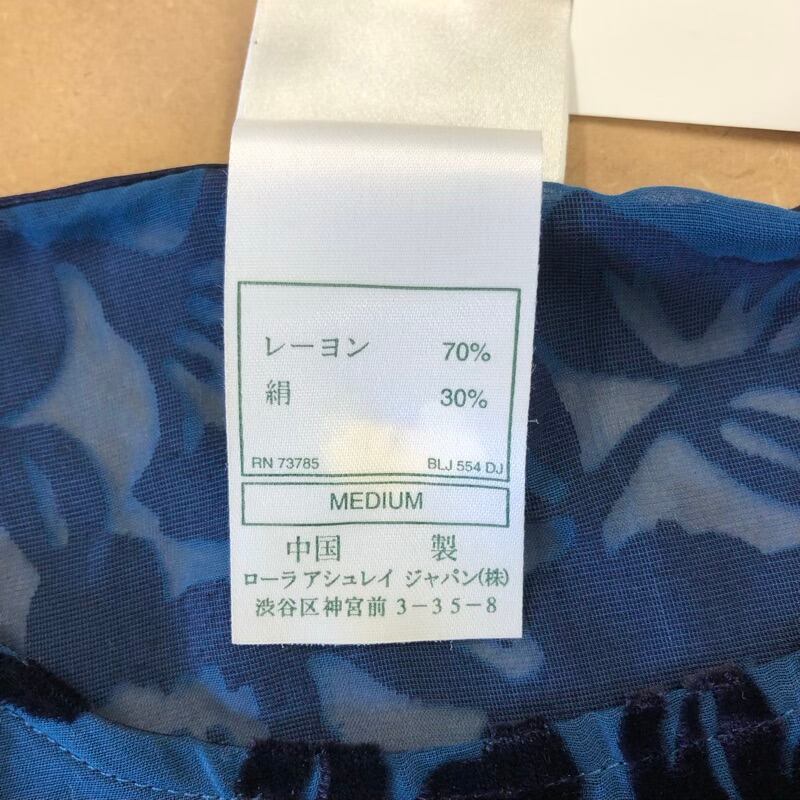 レーヨン 70%
絹 30%
RN 73785 BLJ 554 DJ
MEDIUM
中国 製
ローラ アシュレイ ジャパン(株)
渋谷区神宮前 3-35-8